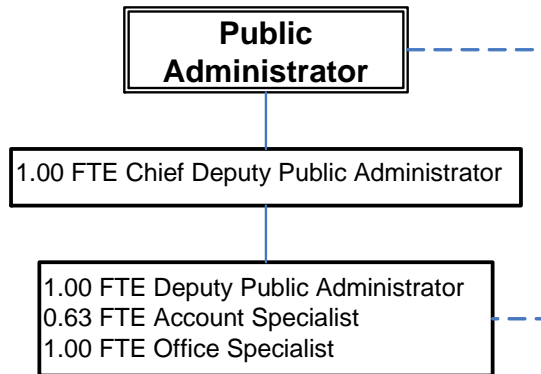 Public
Administrator
1.00 FTE Chief Deputy Public Administrator
1.00 FTE Deputy Public Administrator
0.63 FTE Account Specialist
1.00 FTE Office Specialist